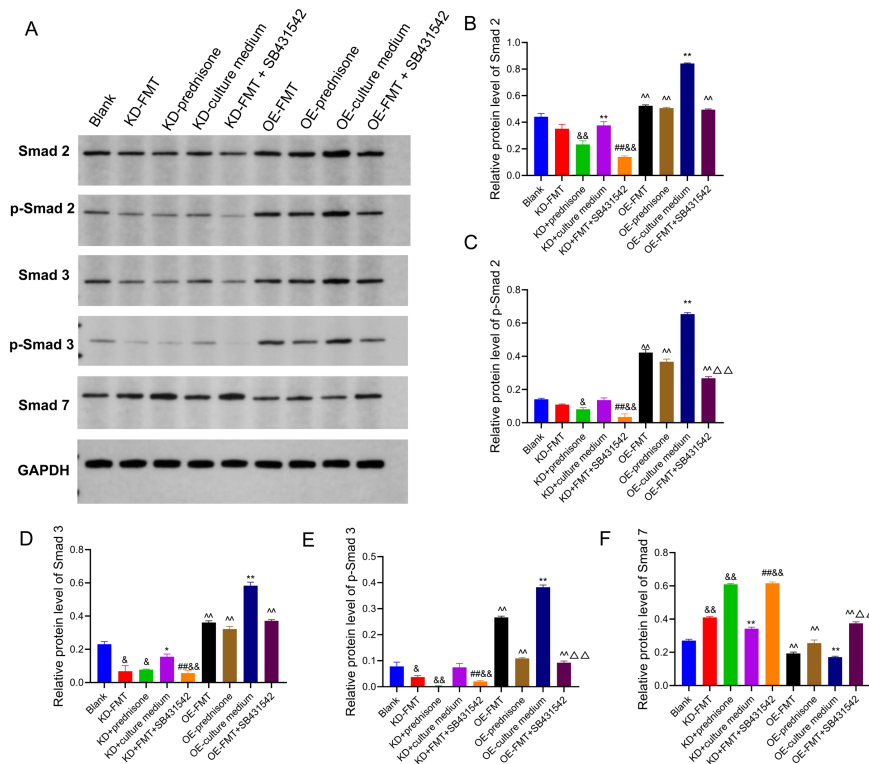 A
Blank
KD-FMT
KD-prednisone
KD-culture medium
KD-FMT + SB431542
OE-FMT
OE-prednisone
OE-culture medium
OE-FMT + SB431542
Smad 2
p-Smad 2
Smad 3
p-Smad 3
Smad 7
GAPDH
B
Relative protein level of Smad 2
1.0
0.8
0.6
0.4
0.2
0.0
&&
**
##&&
^^
^^
**
^^
Blank
KD-FMT
KD+prednisone
KD+culture medium
KD+FMT+SB431542
OE-FMT
OE-prednisone
OE-culture medium
OE-FMT+SB431542
C
Relative protein level of p-Smad 2
0.8
0.6
0.4
0.2
0.0
&
##&&
^^
^^
**
^^△△
Blank
KD-FMT
KD+prednisone
KD+culture medium
KD+FMT+SB431542
OE-FMT
OE-prednisone
OE-culture medium
OE-FMT+SB431542
D
Relative protein level of Smad 3
0.8
0.6
0.4
0.2
0.0
&
&
*
##&&
^^
^^
**
^^
Blank
KD-FMT
KD+prednisone
KD+culture medium
KD+FMT+SB431542
OE-FMT
OE-prednisone
OE-culture medium
OE-FMT+SB431542
E
Relative protein level of p-Smad 3
0.5
0.4
0.3
0.2
0.1
0.0
&
&&
##&&
^^
^^
**
^^△△
Blank
KD-FMT
KD+prednisone
KD+culture medium
KD+FMT+SB431542
OE-FMT
OE-prednisone
OE-culture medium
OE-FMT+SB431542
F
Relative protein level of Smad 7
0.8
0.6
0.4
0.2
0.0
&&
&&
**
##&&
^^
^^
**
^^△△
Blank
KD-FMT
KD+prednisone
KD+culture medium
KD+FMT+SB431542
OE-FMT
OE-prednisone
OE-culture medium
OE-FMT+SB431542